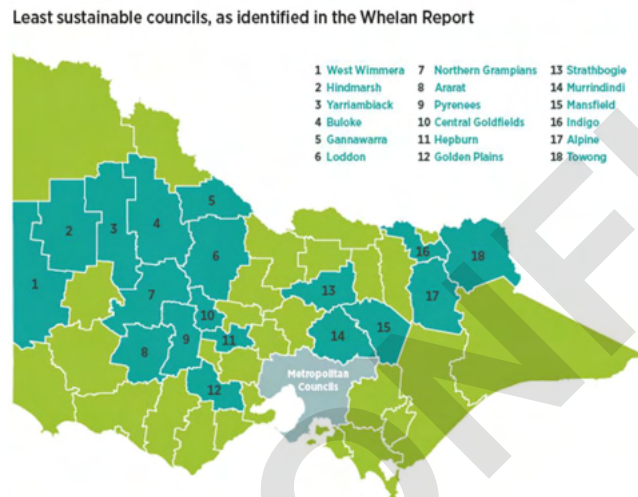 Least sustainable councils, as identified in the Whelan Report
1 West Wimmera
2 Hindmarsh
3 Yarriambiack
4 Buloke
5 Gannawarra
6 Loddon
7 Northern Grampians
8 Ararat
9 Pyrenees
10 Central Goldfields
11 Hepburn
12 Golden Plains
13 Strathbogie
14 Murrindindi
15 Mansfield
16 Indigo
17 Alpine
18 Towong
5
2
3
4
6
16
18
1
7
13
17
10
14
15
8
9
11
12
Metropolitan
Councils